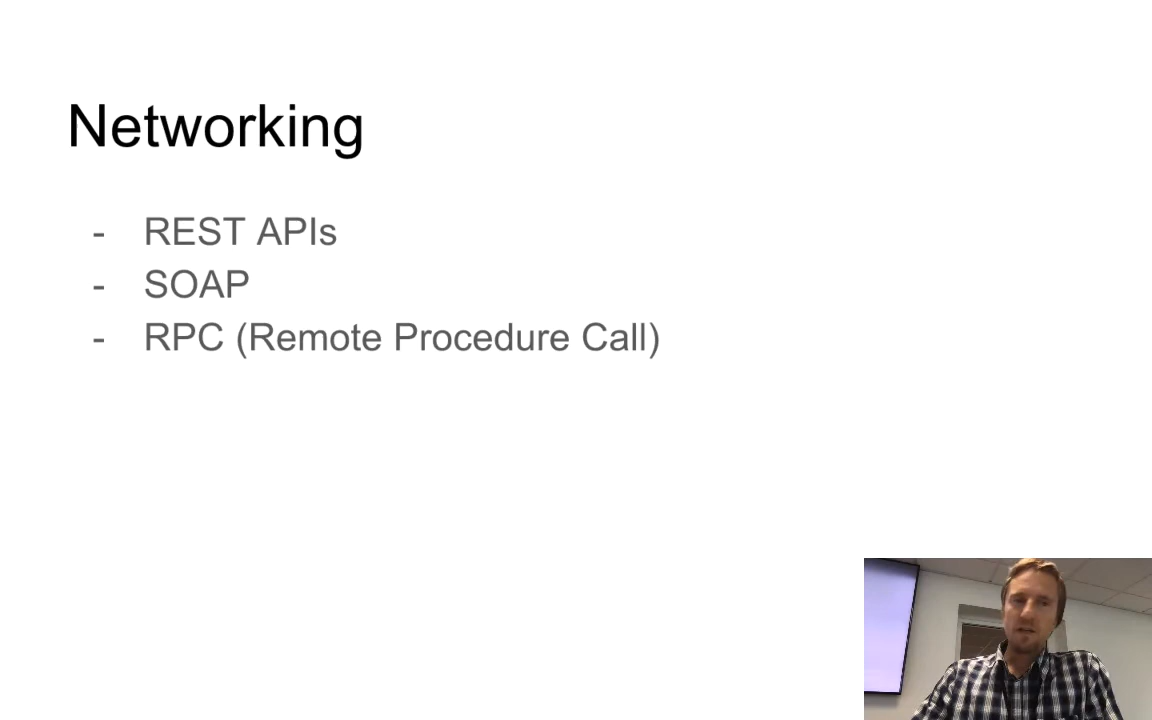 Networking
- REST APIs
- SOAP
- RPC (Remote Procedure Call)